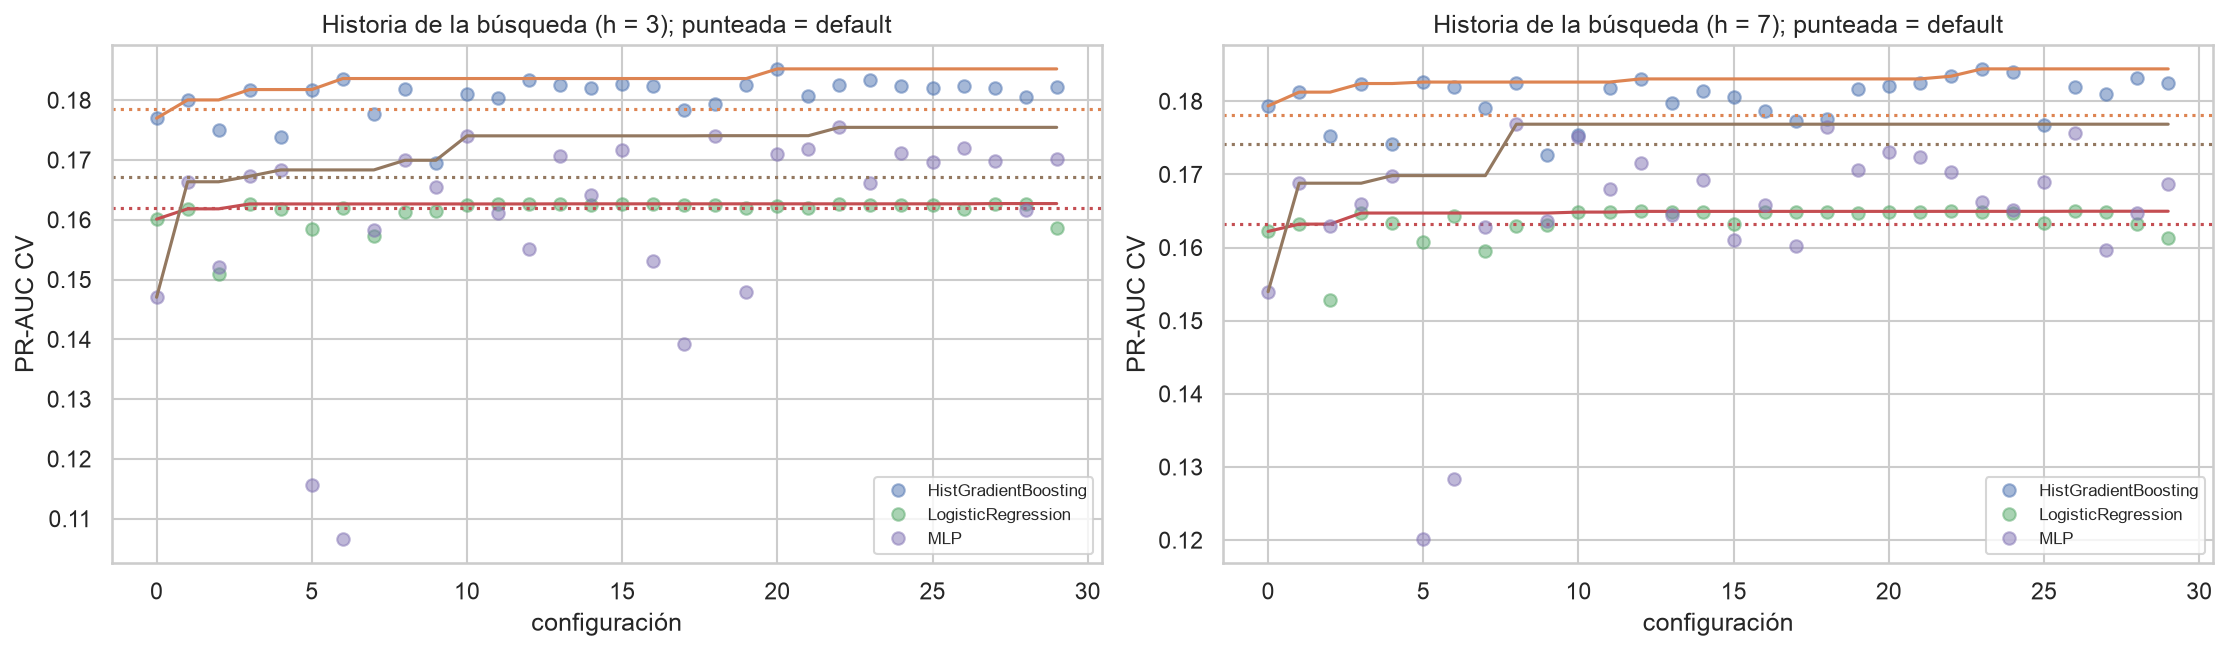 Historia de la búsqueda (h = 3); punteada = default
PR-AUC CV
0.18
0.17
0.16
0.15
0.14
0.13
0.12
0.11
0 5 10 15 20 25 30
configuración
HistGradientBoosting
LogisticRegression
MLP
Historia de la búsqueda (h = 7); punteada = default
PR-AUC CV
0.18
0.17
0.16
0.15
0.14
0.13
0.12
0 5 10 15 20 25 30
configuración
HistGradientBoosting
LogisticRegression
MLP